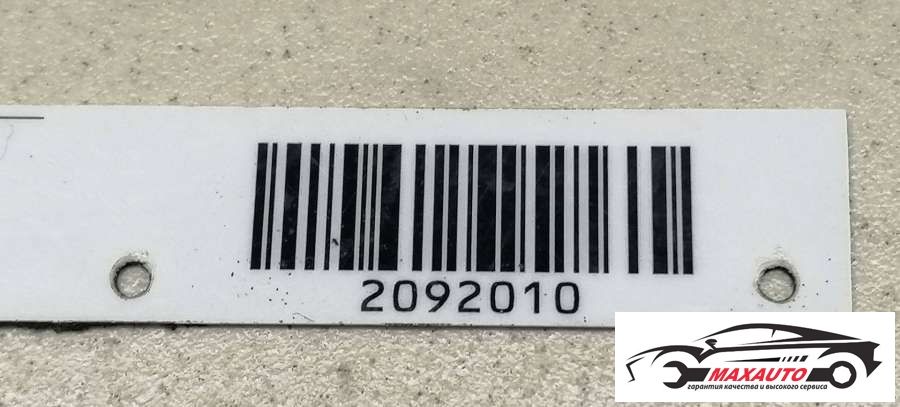 2092010
MAXAUTO
гарантия качества и высокого сервиса